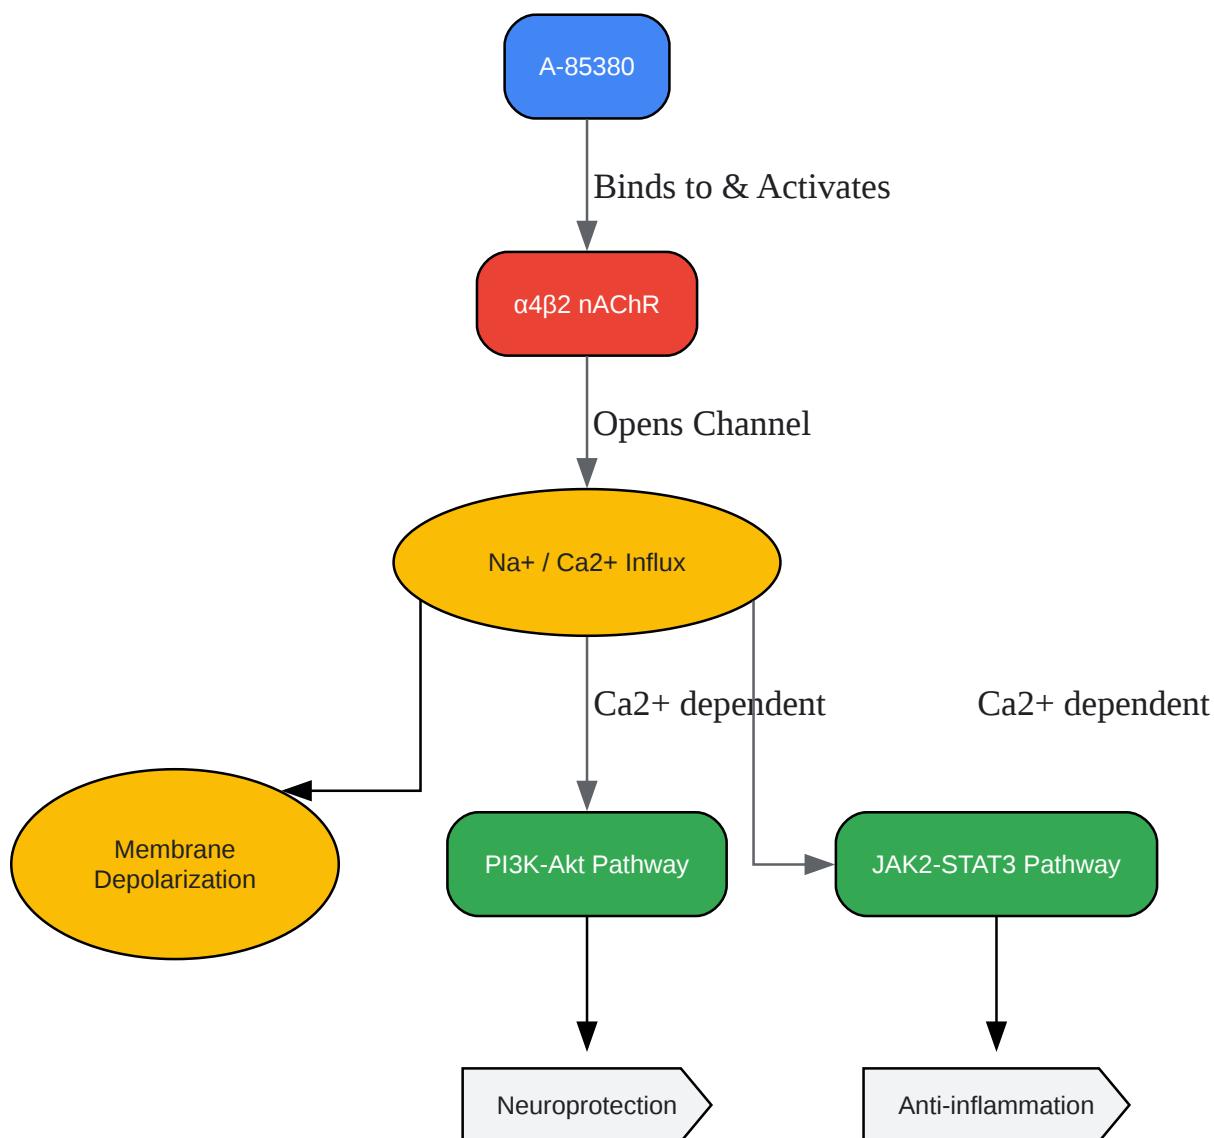 A-85380
Binds to & Activates
α4β2 nAChR
Opens Channel
Na+ / Ca2+ Influx
Ca2+ dependent
Ca2+ dependent
Membrane
Depolarization
PI3K-Akt Pathway
JAK2-STAT3 Pathway
Neuroprotection
Anti-inflammation